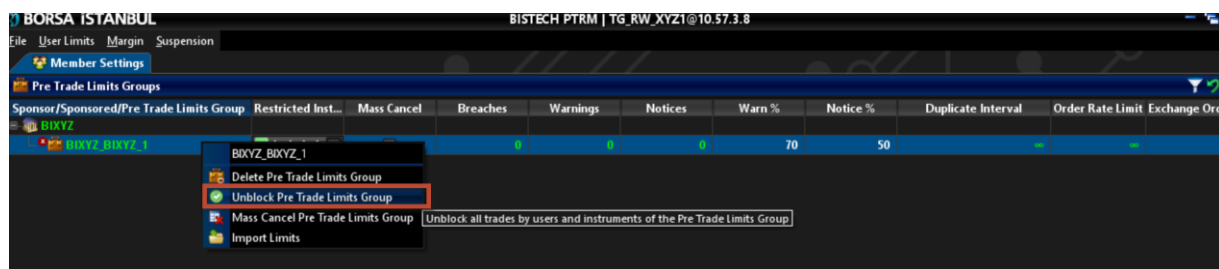 BORSA İSTANBUL BISTECH PTRM | TG_RW_XYZ1@10.57.3.8
File User Limits Margin Suspension
Member Settings
Pre Trade Limits Groups
Sponsor/Sponsored/Pre Trade Limits Group Restricted Inst... Mass Cancel Breaches Warnings Notices Warn % Notice % Duplicate Interval Order Rate Limit Exchange Ord
BIXYZ
BIXYZ_BIXYZ_1 0 0 0 70 50 ∞ ∞
BIXYZ_BIXYZ_1
Delete Pre Trade Limits Group
Unblock Pre Trade Limits Group
Mass Cancel Pre Trade Limits Group Unblock all trades by users and instruments of the Pre Trade Limits Group
Import Limits